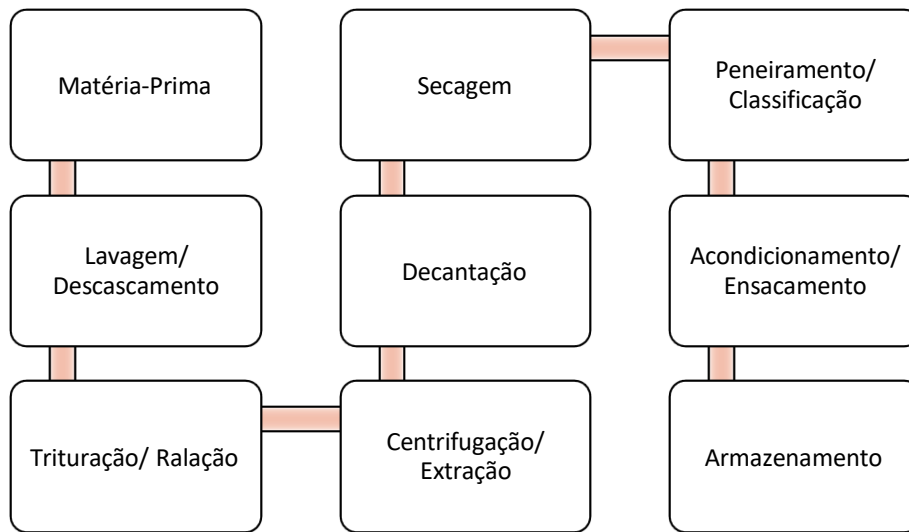 Matéria-Prima
Lavagem/
Descascamento
Trituração/ Ralação
Centrifugação/
Extração
Decantação
Secagem
Peneiramento/
Classificação
Acondicionamento/
Ensacamento
Armazenamento